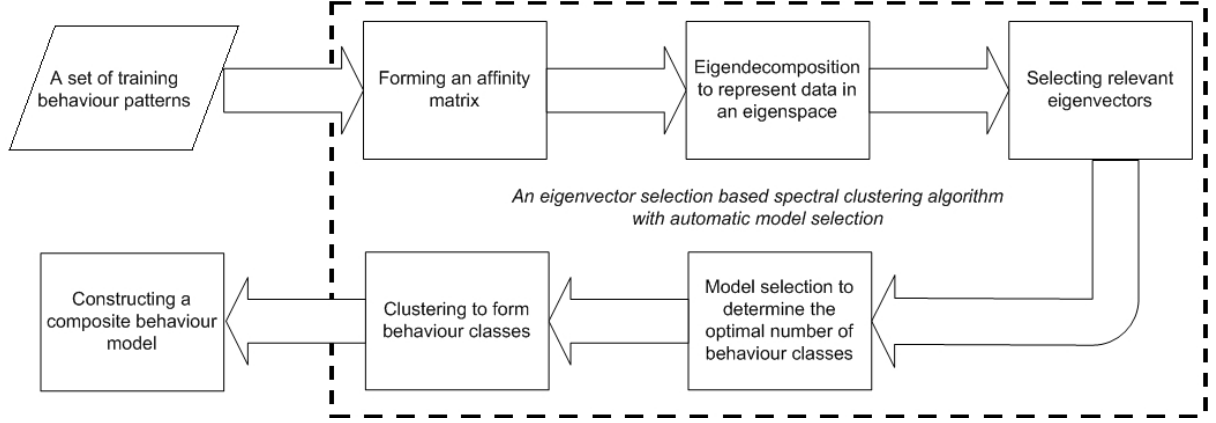 A set of training
behaviour patterns
Forming an affinity
matrix
Eigendecomposition
to represent data in
an eigenspace
Selecting relevant
eigenvectors
An eigenvector selection based spectral clustering algorithm
with automatic model selection
Model selection to
determine the
optimal number of
behaviour classes
Clustering to form
behaviour classes
Constructing a
composite behaviour
model